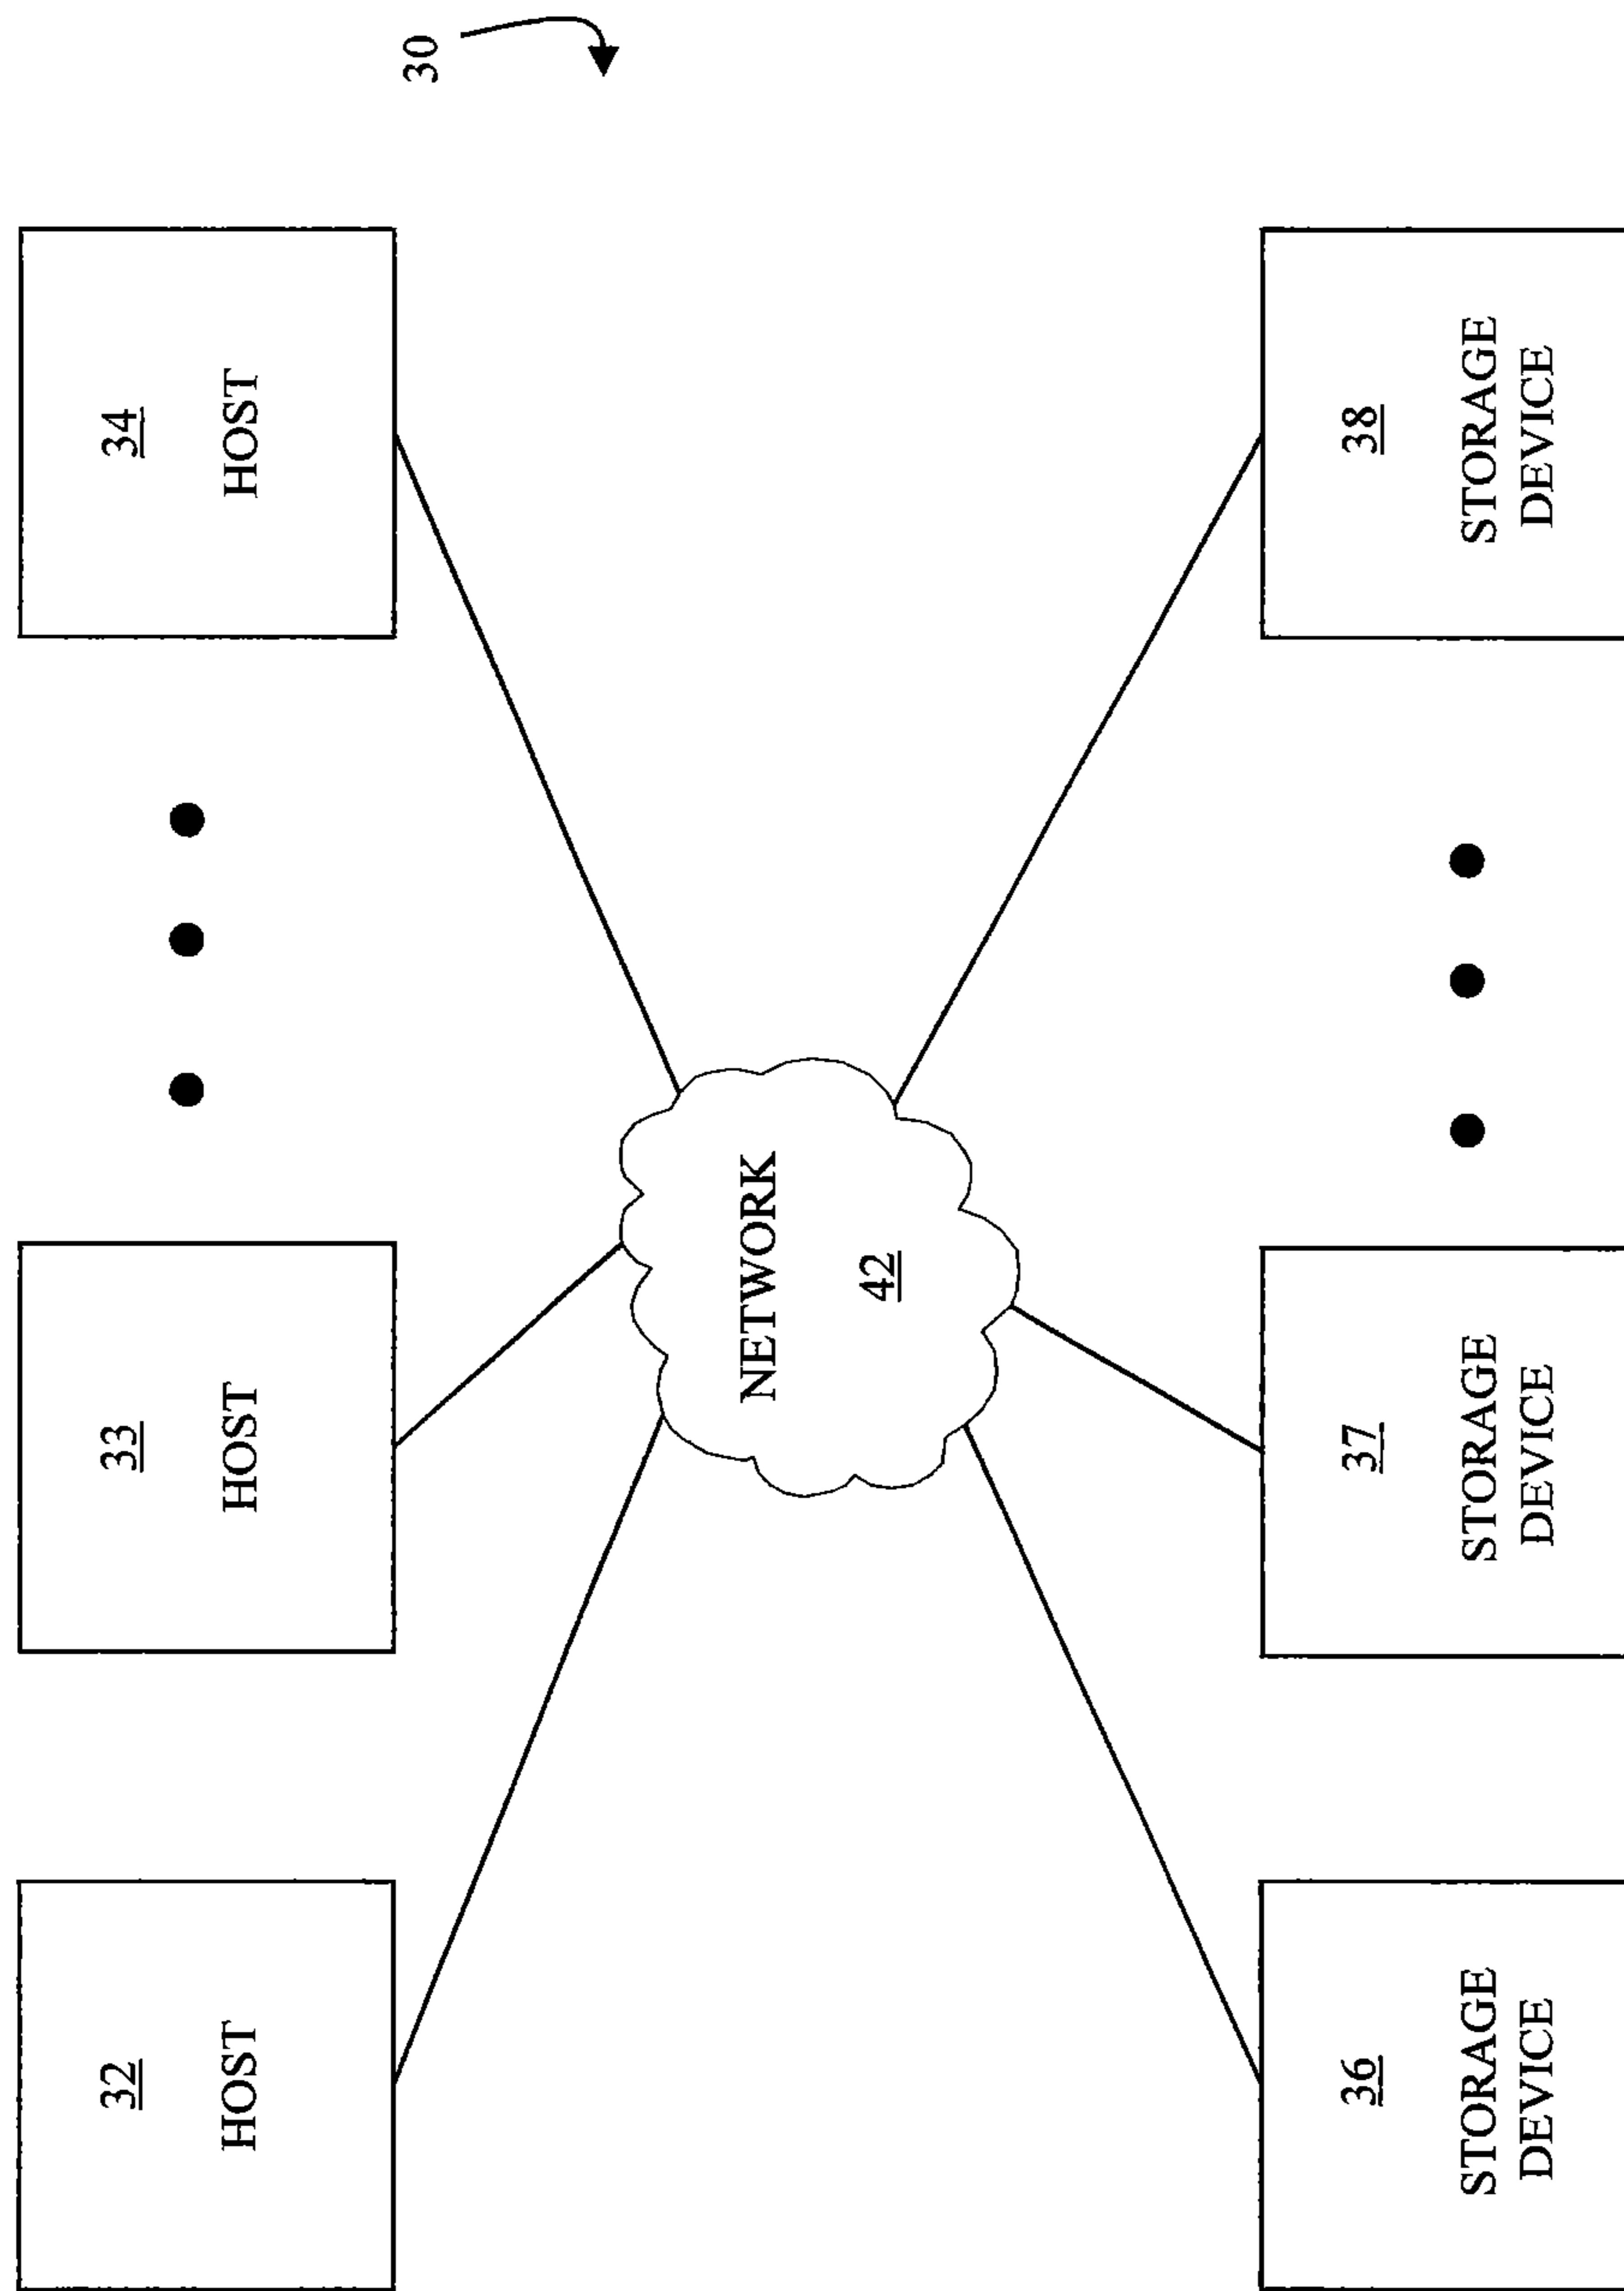 30
32
HOST
33
HOST
34
HOST
NETWORK
42
36
STORAGE
DEVICE
37
STORAGE
DEVICE
38
STORAGE
DEVICE